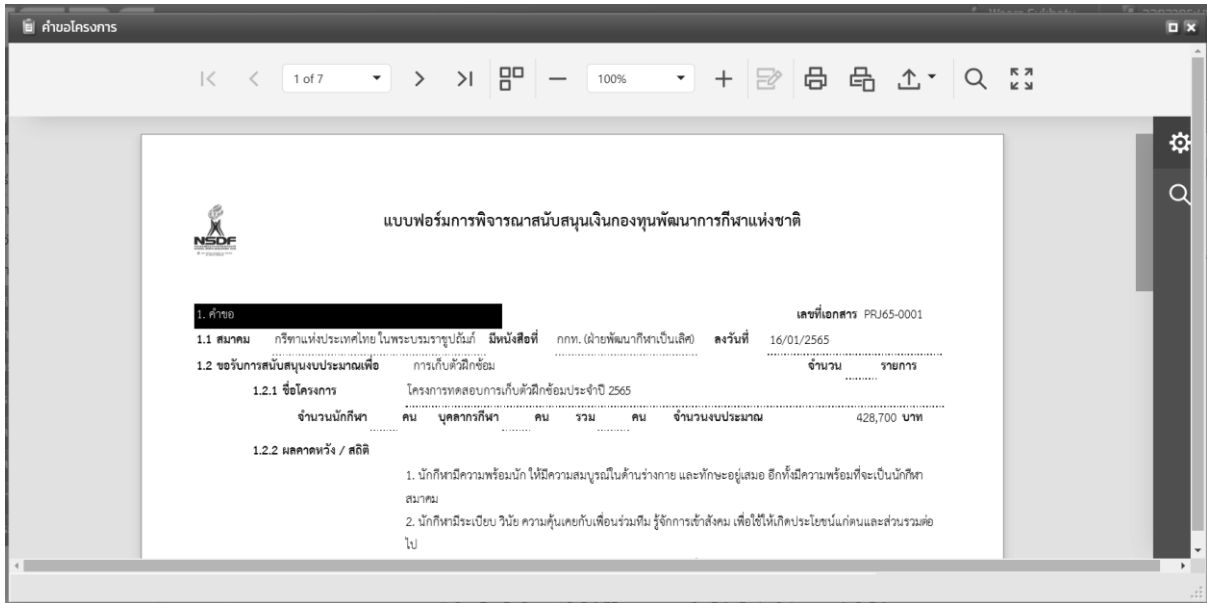 คำขอโครงการ
1 of 7
100%
NSDF
แบบฟอร์มการพิจารณาสนับสนุนเงินกองทุนพัฒนาการกีฬาแห่งชาติ
1. คำขอ เลขที่เอกสาร PRJ65-0001
1.1 สมาคม กรีฑาแห่งประเทศไทย ในพระบรมราชูปถัมภ์ มีหนังสือที่ กกท. (ฝ่ายพัฒนากีฬาเป็นเลิศ) ลงวันที่ 16/01/2565
1.2 ขอรับการสนับสนุนงบประมาณเพื่อ การเก็บตัวฝึกซ้อม จำนวน รายการ
1.2.1 ชื่อโครงการ โครงการทดสอบการเก็บตัวฝึกซ้อมประจำปี 2565
จำนวนนักกีฬา คน บุคลากรกีฬา คน รวม คน จำนวนงบประมาณ 428,700 บาท
1.2.2 ผลคาดหวัง / สถิติ
1. นักกีฬามีความพร้อมนัก ให้มีความสมบูรณ์ในด้านร่างกาย และทักษะอยู่เสมอ อีกทั้งมีความพร้อมที่จะเป็นนักกีฬา
สมาคม
2. นักกีฬามีระเบียบ วินัย ความคุ้นเคยกับเพื่อนร่วมทีม รู้จักการเข้าสังคม เพื่อใช้ให้เกิดประโยชน์แก่ตนและส่วนรวมต่อ
ไป